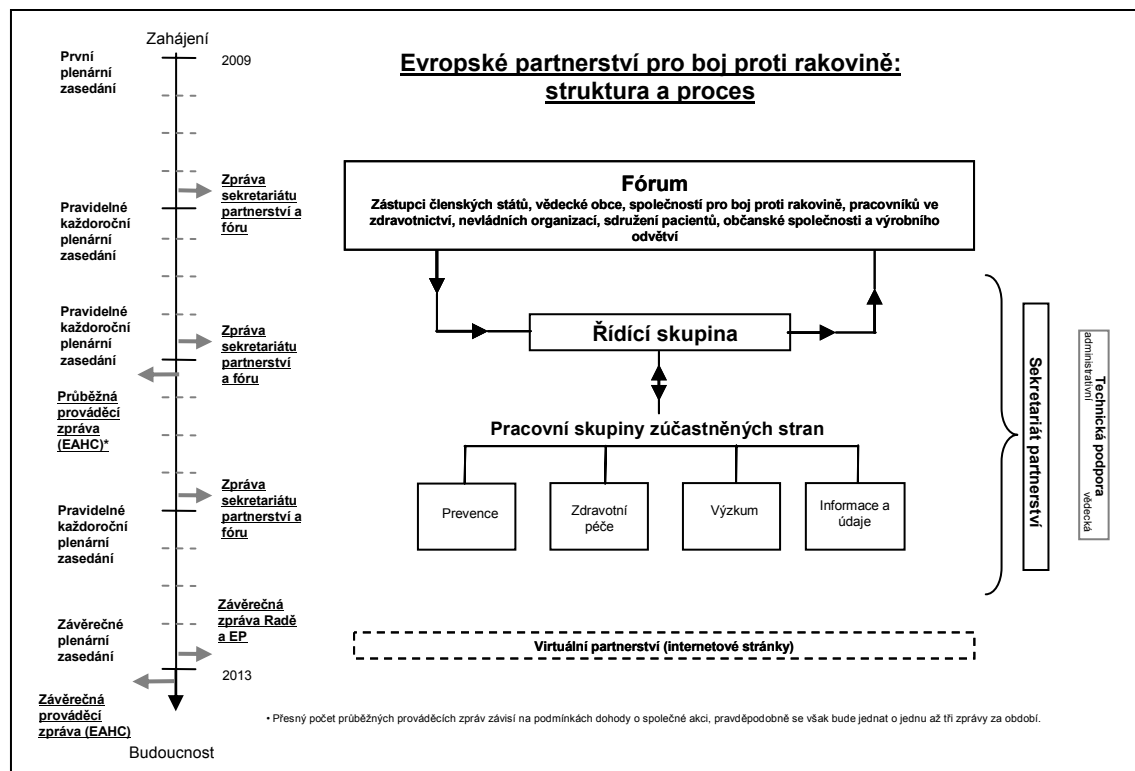 Zahájení
První
plenární
zasedání
2009
Zpráva
sekretariátu
partnerství a
fóru
Pravidelné
každoroční
plenární
zasedání
Pravidelné
každoroční
plenární
zasedání
Zpráva
sekretariátu
partnerství
a fóru
Průběžná
prováděcí
zpráva
(EAHC)*
Zpráva
sekretariátu
partnerství a
fóru
Pravidelné
každoroční
plenární
zasedání
Závěrečná
zpráva Radě
a EP
Závěrečné
plenární
zasedání
2013
Závěrečná
prováděcí
zpráva (EAHC)
Budoucnost
Evropské partnerství pro boj proti rakovině:
struktura a proces
Fórum
Zástupci členských států, vědecké obce, společností pro boj proti rakovině, pracovníků ve
zdravotnictví, nevládních organizací, sdružení pacientů, občanské společnosti a výrobního
odvětví
Řídící skupina
Pracovní skupiny zúčastněných stran
Prevence
Zdravotní
péče
Výzkum
Informace a
údaje
Sekretariát partnerství
Technická podpora
administrativní
vědecká
Virtuální partnerství (internetové stránky)
• Přesný počet průběžných prováděcích zpráv závisí na podmínkách dohody o společné akci, pravděpodobně se však bude jednat o jednu až tři zprávy za období.